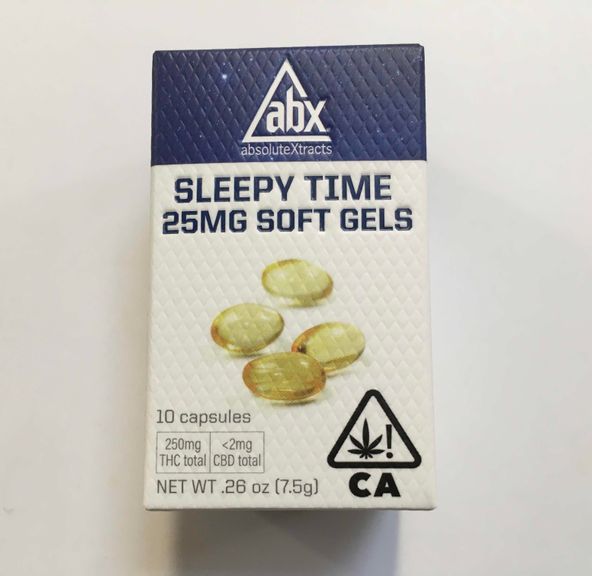 abx
absoluteXtracts
SLEEPY TIME
25MG SOFT GELS
10 capsules
250mg <2mg
THC total CBD total
NET WT .26 oz (7.5g)
!
CA